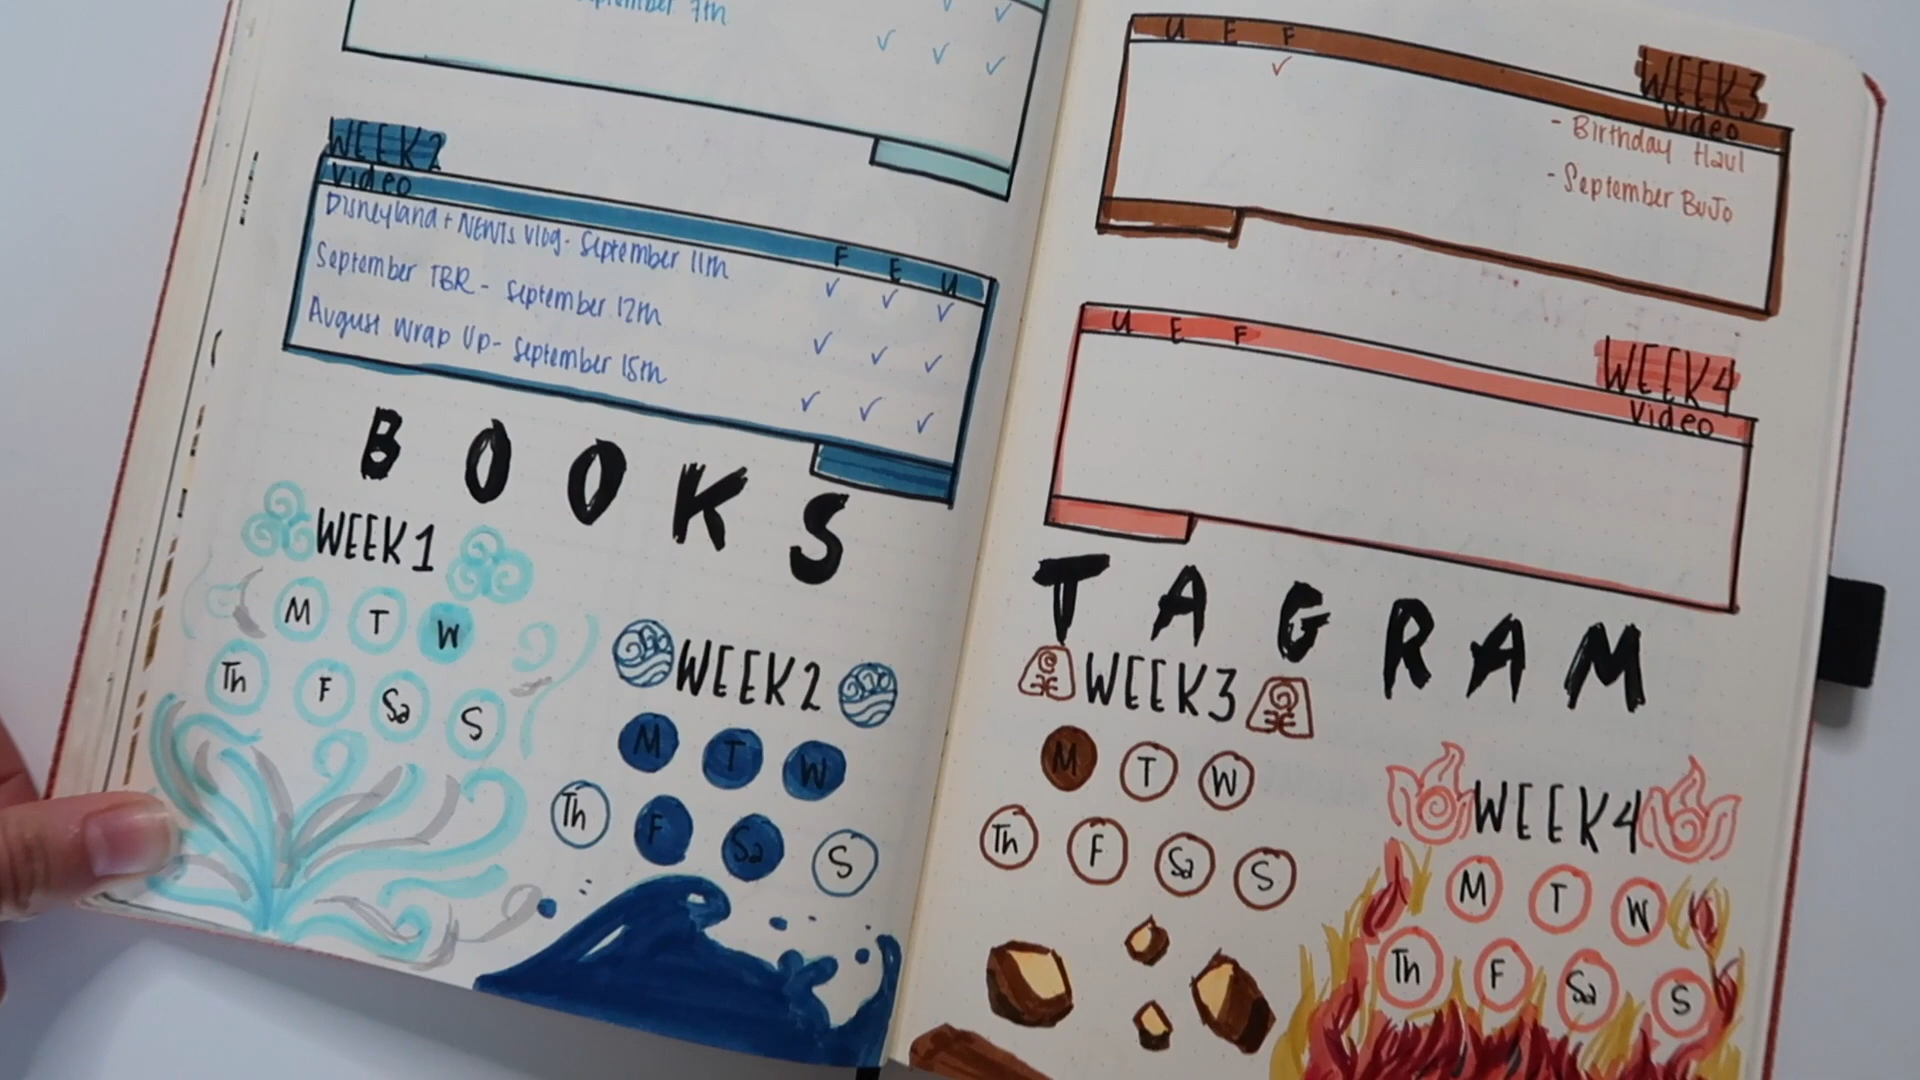 September 7th
WEEK 2
Video
F E U
Disneyland + NEWTs Vlog - September 11th
September TBR - September 12th
August Wrap Up - September 15th
U E F
WEEK 3
Video
- Birthday Haul
- September BuJo
U E F
WEEK 4
Video
BOOKS
TAGRAM
WEEK 1
M T W
Th F Sa S
WEEK 2
M T W
Th F Sa S
WEEK 3
M T W
Th F Sa S
WEEK 4
M T W
Th F Sa S